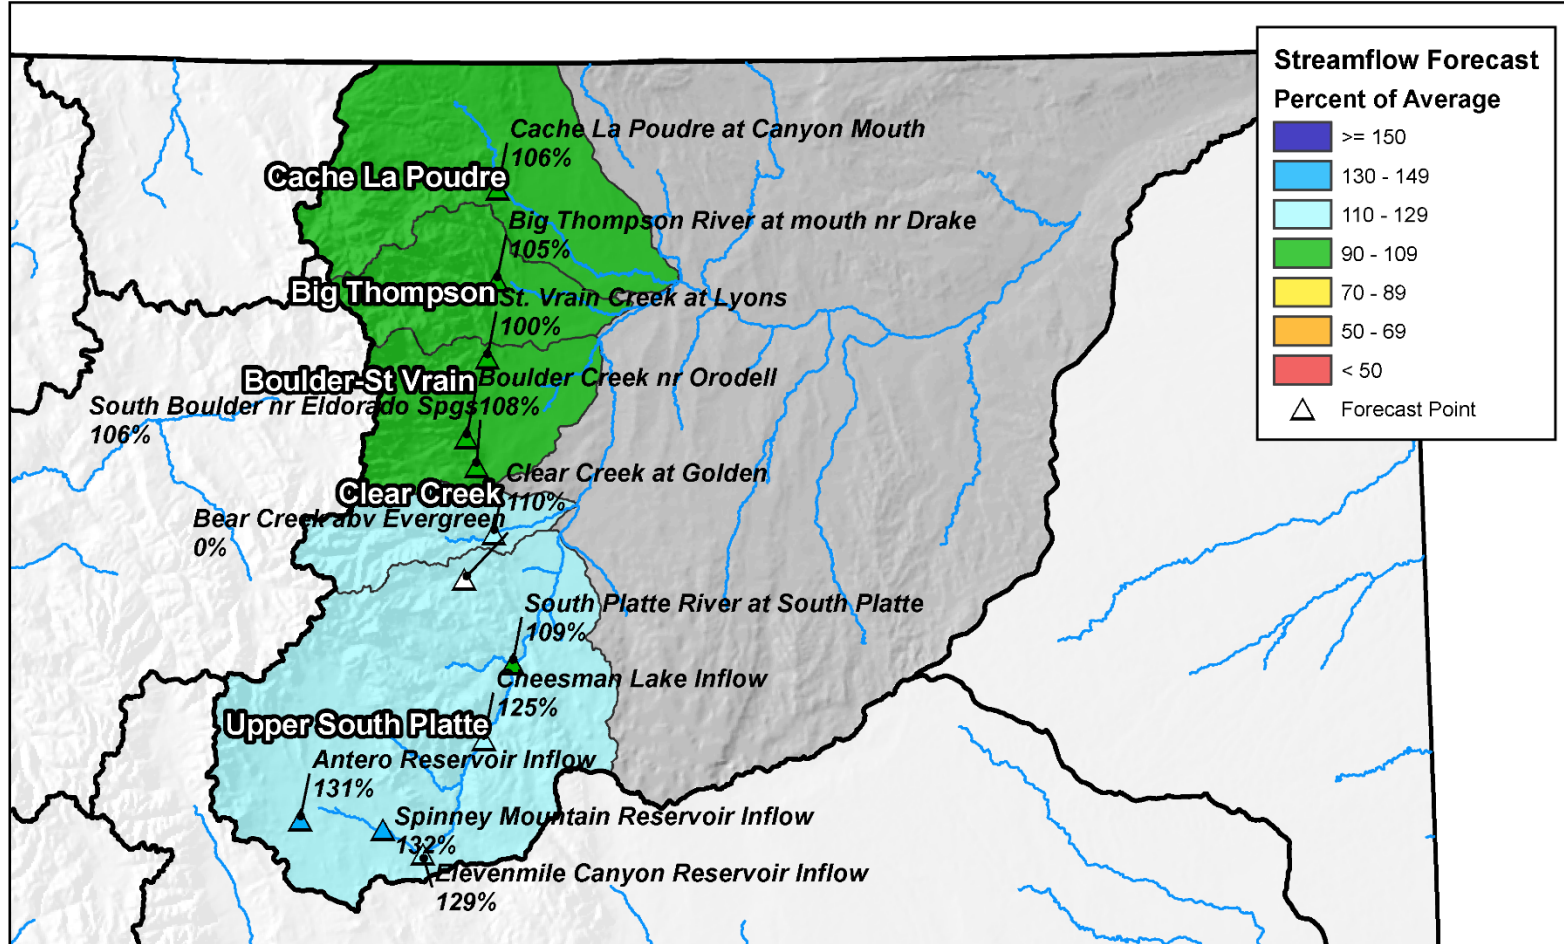 Streamflow Forecast
Percent of Average
>= 150
130 - 149
110 - 129
90 - 109
70 - 89
50 - 69
< 50
Forecast Point
Cache La Poudre at Canyon Mouth
106%
Cache La Poudre
Big Thompson River at mouth nr Drake
105%
Big Thompson
St. Vrain Creek at Lyons
100%
Boulder-St Vrain
Boulder Creek nr Orodell
108%
South Boulder nr Eldorado Spgs
106%
Clear Creek at Golden
110%
Clear Creek
Bear Creek abv Evergreen
0%
South Platte River at South Platte
109%
Cheesman Lake Inflow
125%
Upper South Platte
Antero Reservoir Inflow
131%
Spinney Mountain Reservoir Inflow
132%
Elevenmile Canyon Reservoir Inflow
129%